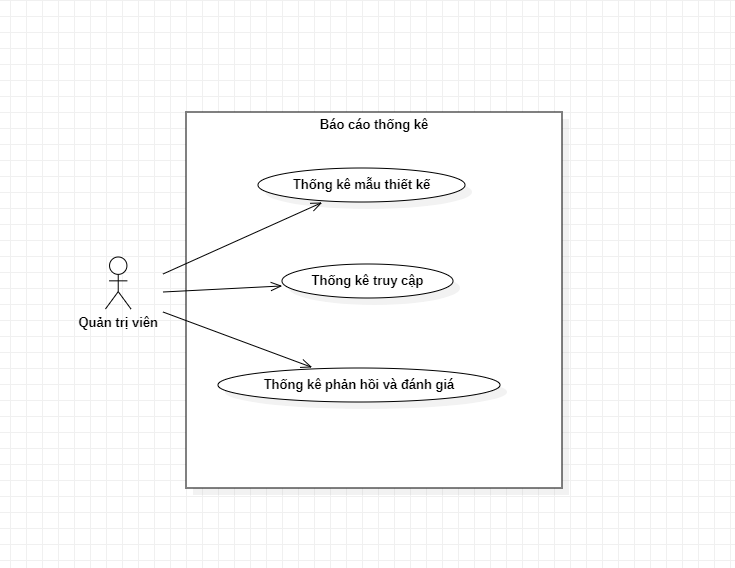 Báo cáo thống kê
Thống kê mẫu thiết kế
Thống kê truy cập
Quản trị viên
Thống kê phản hồi và đánh giá